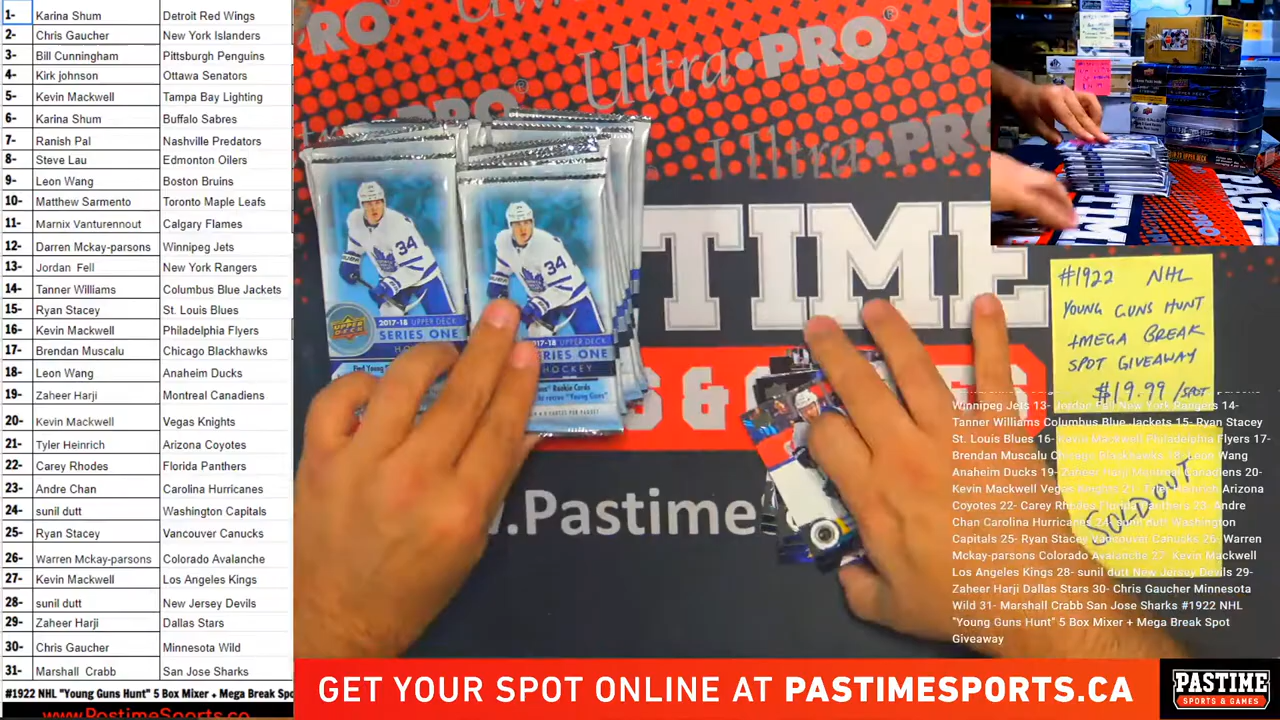 1- Karina Shum Detroit Red Wings
2- Chris Gaucher New York Islanders
3- Bill Cunningham Pittsburgh Penguins
4- Kirk johnson Ottawa Senators
5- Kevin Mackwell Tampa Bay Lighting
6- Karina Shum Buffalo Sabres
7- Ranish Pal Nashville Predators
8- Steve Lau Edmonton Oilers
9- Leon Wang Boston Bruins
10- Matthew Sarmento Toronto Maple Leafs
11- Marnix Vanturennout Calgary Flames
12- Darren Mckay-parsons Winnipeg Jets
13- Jordan Fell New York Rangers
14- Tanner Williams Columbus Blue Jackets
15- Ryan Stacey St. Louis Blues
16- Kevin Mackwell Philadelphia Flyers
17- Brendan Muscalu Chicago Blackhawks
18- Leon Wang Anaheim Ducks
19- Zaheer Harji Montreal Canadiens
20- Kevin Mackwell Vegas Knights
21- Tyler Heinrich Arizona Coyotes
22- Carey Rhodes Florida Panthers
23- Andre Chan Carolina Hurricanes
24- sunil dutt Washington Capitals
25- Ryan Stacey Vancouver Canucks
26- Warren Mckay-parsons Colorado Avalanche
27- Kevin Mackwell Los Angeles Kings
28- sunil dutt New Jersey Devils
29- Zaheer Harji Dallas Stars
30- Chris Gaucher Minnesota Wild
31- Marshall Crabb San Jose Sharks
#1922 NHL "Young Guns Hunt" 5 Box Mixer + Mega Break Spo
www.PastimeSports.ca
Ultra•PRO
34
UPPER DECK
2017-18 UPPER DECK
SERIES ONE
34
2017-18 UPPER DECK
RIES ONE
HOCKEY
TIME
S &
.Pastime
#1922 NHL
YOUNG GUNS HUNT
+MEGA BREAK
SPOT GIVEAWAY
$19.99/SPOT
SOLD OUT
Winnipeg Jets 13- Jordan Fell New York Rangers 14-
Tanner Williams Columbus Blue Jackets 15- Ryan Stacey
St. Louis Blues 16- Kevin Mackwell Philadelphia Flyers 17-
Brendan Muscalu Chicago Blackhawks 18- Leon Wang
Anaheim Ducks 19- Zaheer Harji Montreal Canadiens 20-
Kevin Mackwell Vegas Knights 21- Tyler Heinrich Arizona
Coyotes 22- Carey Rhodes Florida Panthers 23- Andre
Chan Carolina Hurricanes 24- sunil dutt Washington
Capitals 25- Ryan Stacey Vancouver Canucks 26- Warren
Mckay-parsons Colorado Avalanche 27- Kevin Mackwell
Los Angeles Kings 28- sunil dutt New Jersey Devils 29-
Zaheer Harji Dallas Stars 30- Chris Gaucher Minnesota
Wild 31- Marshall Crabb San Jose Sharks #1922 NHL
"Young Guns Hunt" 5 Box Mixer + Mega Break Spot
Giveaway
GET YOUR SPOT ONLINE AT PASTIMESPORTS.CA
PASTIME
SPORTS & GAMES